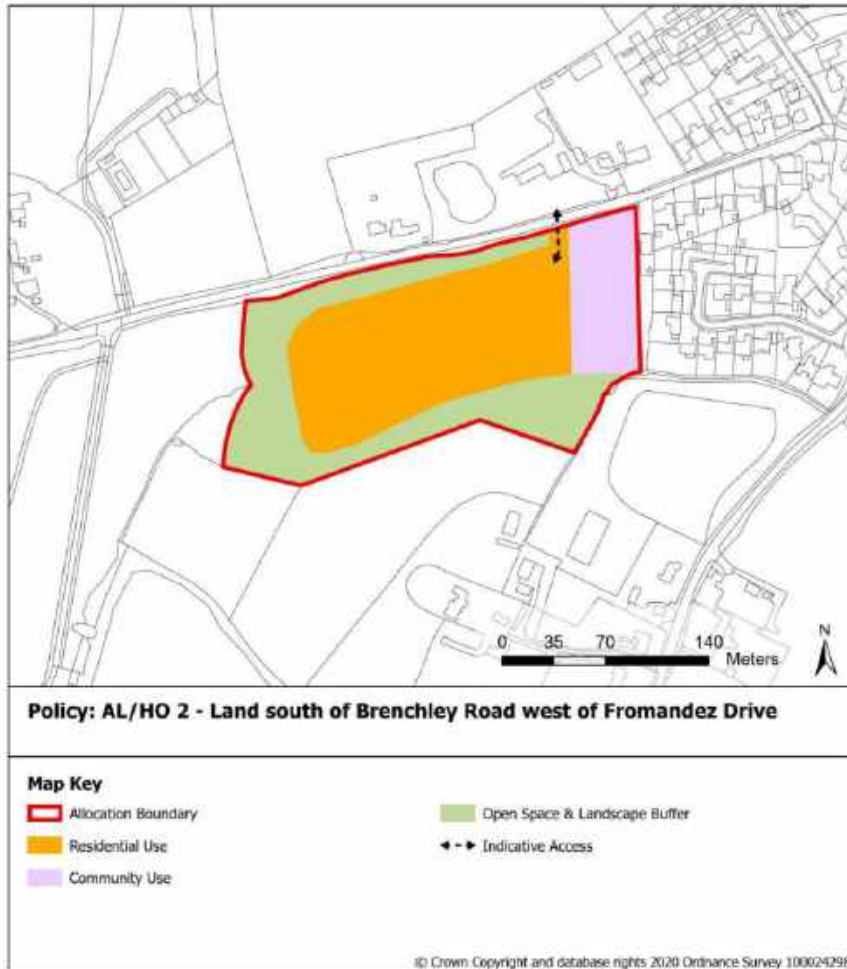 N
0 35 70 140
Meters
Policy: AL/HO 2 - Land south of Brenchley Road west of Fromandez Drive
Map Key
Allocation Boundary
Open Space & Landscape Buffer
Residential Use
Indicative Access
Community Use
© Crown Copyright and database rights 2020 Ordnance Survey 100024298